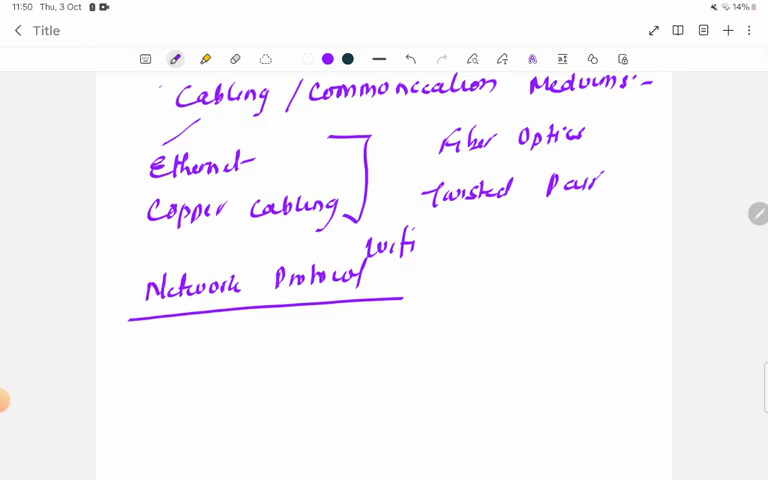 11:50 Thu, 3 Oct
14%
Title
Cabling / Commonccation Mediums:-
Ethernet
Copper Cabling
Fiber Optics
Twisted Pair
Wifi
Network Protocol